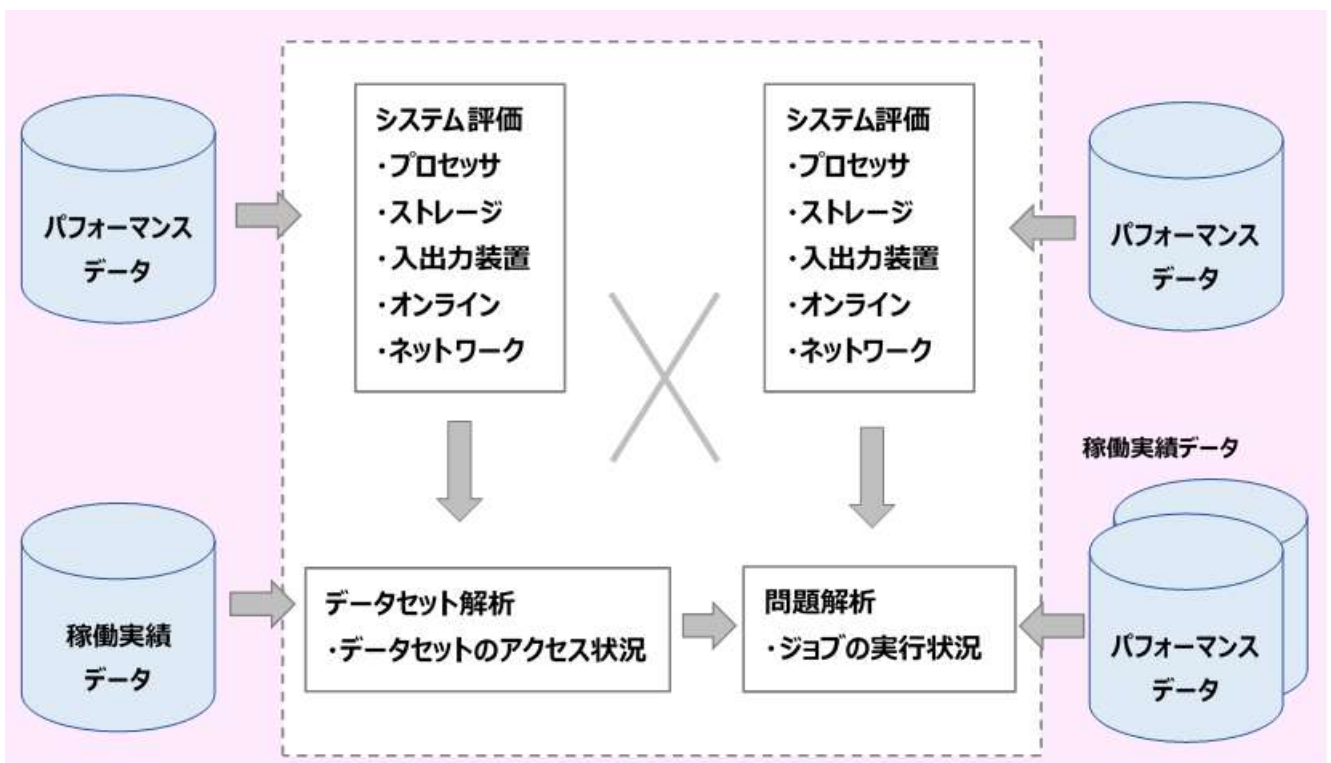 パフォーマンス
データ
システム評価
・プロセッサ
・ストレージ
・入出力装置
・オンライン
・ネットワーク
システム評価
・プロセッサ
・ストレージ
・入出力装置
・オンライン
・ネットワーク
パフォーマンス
データ
稼働実績
データ
データセット解析
・データセットのアクセス状況
問題解析
・ジョブの実行状況
稼働実績データ
パフォーマンス
データ